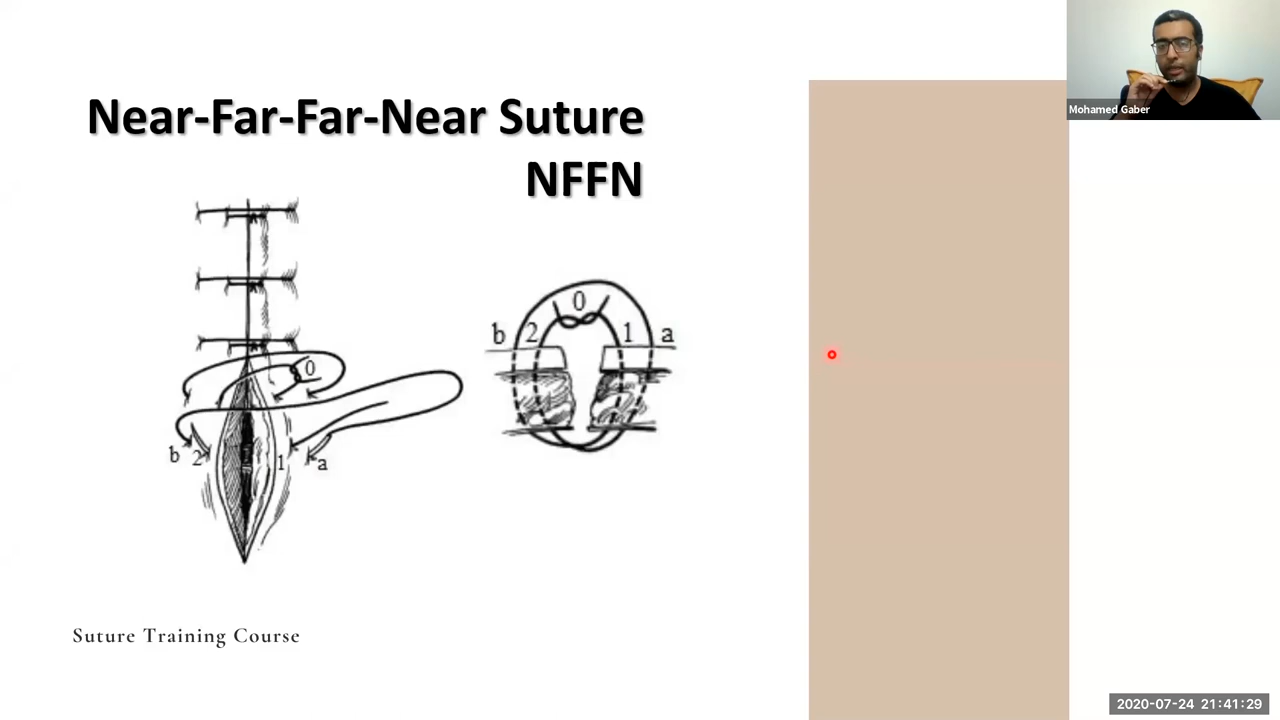 Mohamed Gaber
Near-Far-Far-Near Suture
NFFN
0
b 2 1 a
0
b 2 1 a
Suture Training Course
2020-07-24 21:41:29